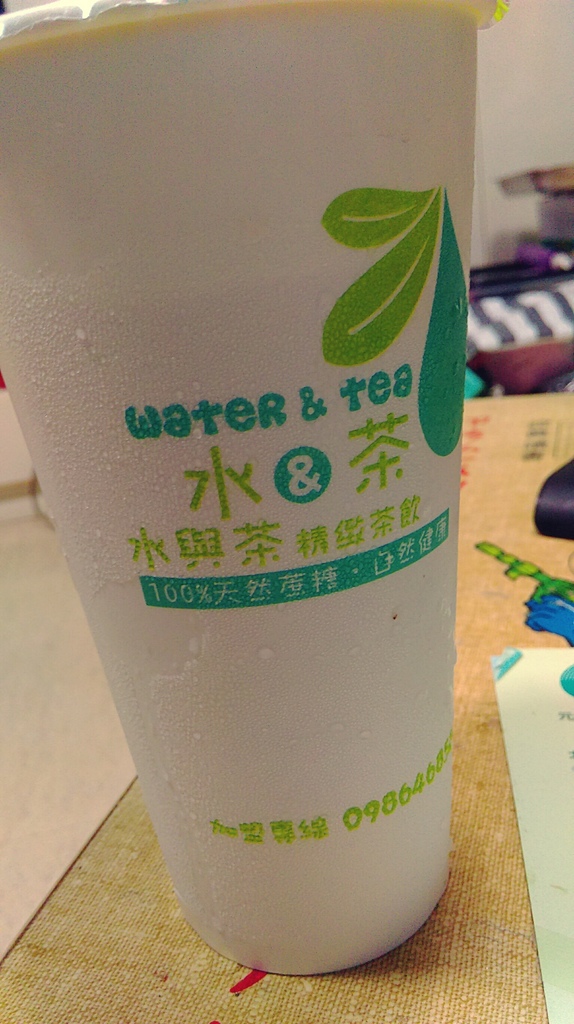 water & tea
水&茶
水與茶 精緻茶飲
100%天然蔗糖·自然健康
加盟專線 09864685